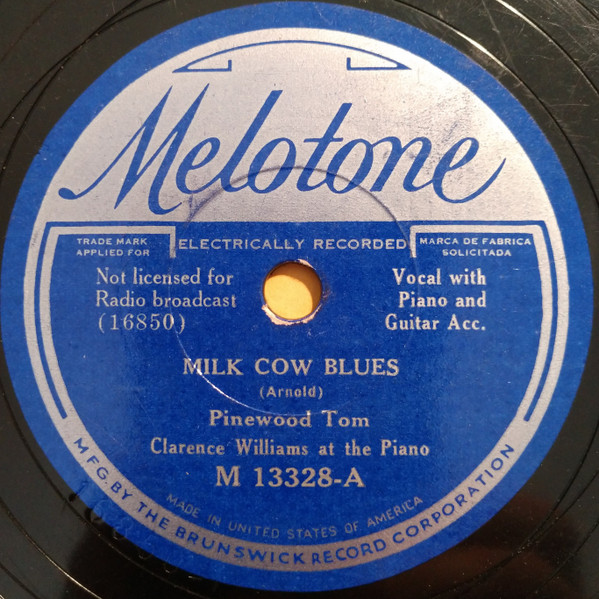 Melotone
TRADE MARK
APPLIED FOR
ELECTRICALLY RECORDED
MARCA DE FABRICA
SOLICITADA
Not licensed for
Radio broadcast
(16850)
Vocal with
Piano and
Guitar Acc.
MILK COW BLUES
(Arnold)
Pinewood Tom
Clarence Williams at the Piano
M 13328-A
MADE IN UNITED STATES OF AMERICA
MFG. BY THE BRUNSWICK RECORD CORPORATION